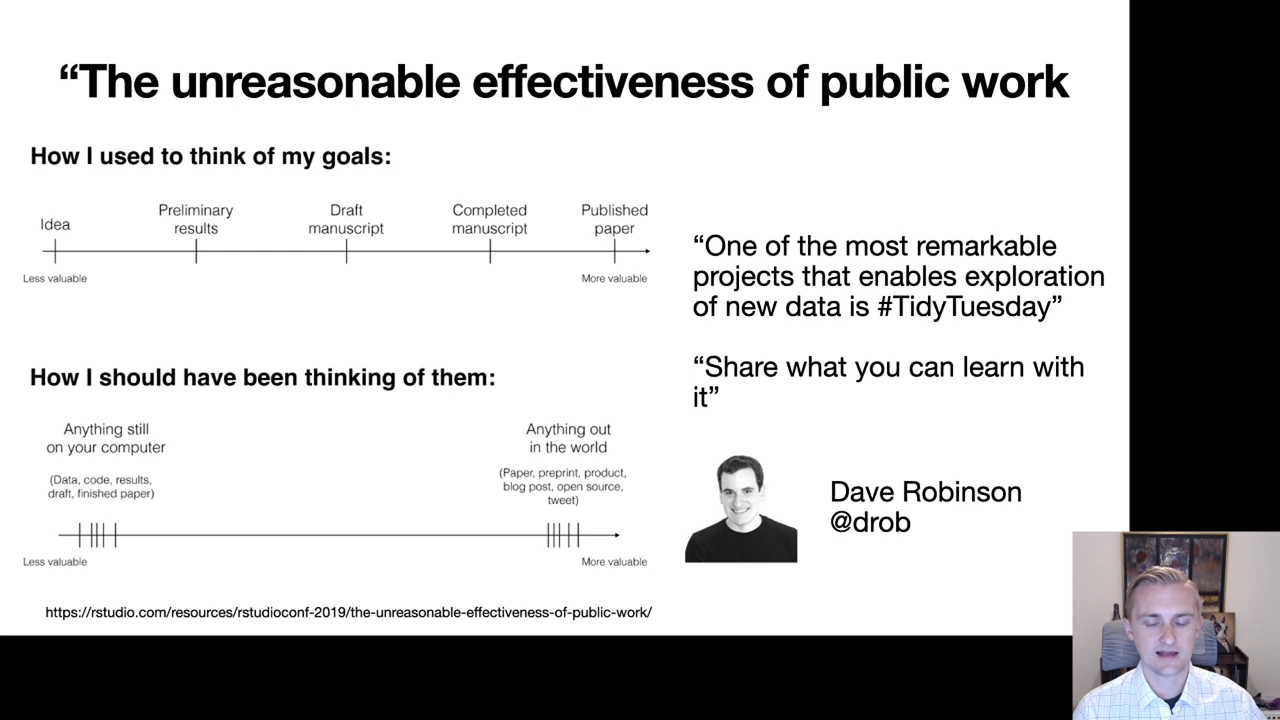 “The unreasonable effectiveness of public work
How I used to think of my goals:
Idea
Preliminary
results
Draft
manuscript
Completed
manuscript
Published
paper
Less valuable
More valuable
“One of the most remarkable
projects that enables exploration
of new data is #TidyTuesday”
“Share what you can learn with
it”
How I should have been thinking of them:
Anything still
on your computer
(Data, code, results,
draft, finished paper)
Anything out
in the world
(Paper, preprint, product,
blog post, open source,
tweet)
Less valuable
More valuable
Dave Robinson
@drob
https://rstudio.com/resources/rstudioconf-2019/the-unreasonable-effectiveness-of-public-work/